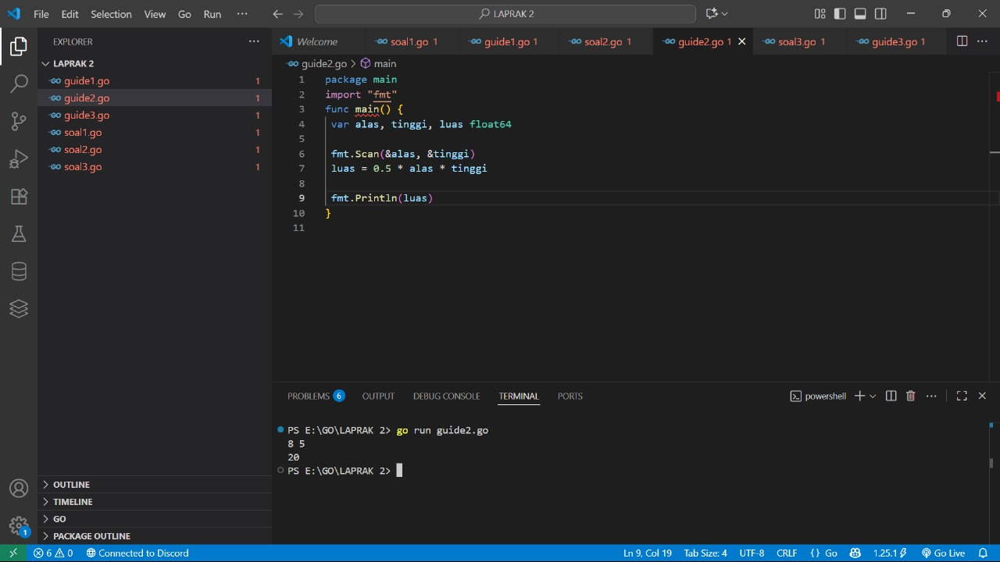 File Edit Selection View Go Run ···
LAPRAK 2
EXPLORER ···
LAPRAK 2
guide1.go 1
guide2.go 1
guide3.go 1
soal1.go 1
soal2.go 1
soal3.go 1
OUTLINE
TIMELINE
GO
PACKAGE OUTLINE
1
Welcome
soal1.go 1
guide1.go 1
soal2.go 1
guide2.go 1
soal3.go 1
guide3.go 1
guide2.go > main
1 package main
2 import "fmt"
3 func main() {
4 var alas, tinggi, luas float64
5
6 fmt.Scan(&alas, &tinggi)
7 luas = 0.5 * alas * tinggi
8
9 fmt.Println(luas)
10 }
11
PROBLEMS 6 OUTPUT DEBUG CONSOLE TERMINAL PORTS
powershell
PS E:\GO\LAPRAK 2> go run guide2.go
8 5
20
PS E:\GO\LAPRAK 2>
6 0 Connected to Discord
Ln 9, Col 19 Tab Size: 4 UTF-8 CRLF {} Go 1.25.1 Go Live